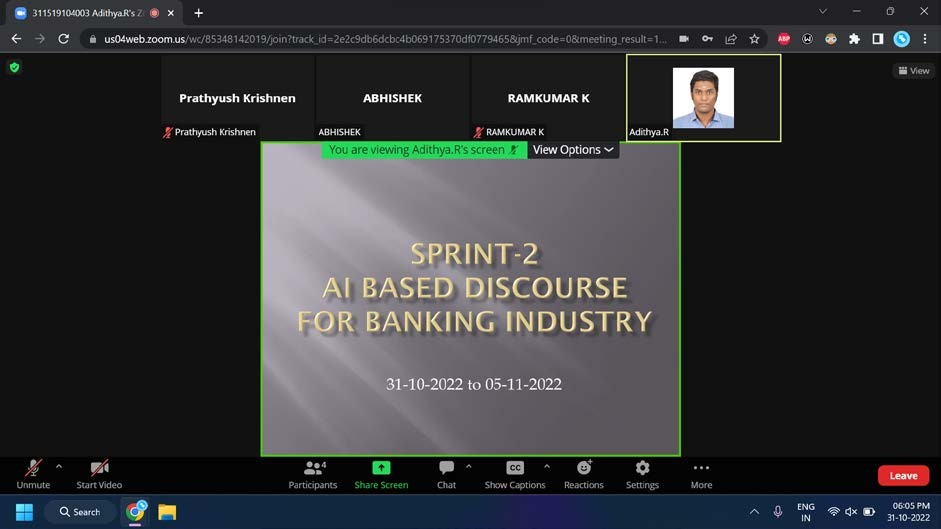 311519104003 Adithya.R's Z
us04web.zoom.us/wc/85348142019/join?track_id=2e2c9db6dcbc4b069175370df0779465&jmf_code=0&meeting_result=1...
ABP
View
Prathyush Krishnen
ABHISHEK
RAMKUMAR K
Prathyush Krishnen
ABHISHEK
RAMKUMAR K
Adithya.R
You are viewing Adithya.R's screen
View Options
SPRINT-2
AI BASED DISCOURSE
FOR BANKING INDUSTRY
31-10-2022 to 05-11-2022
4
CC
Unmute
Start Video
Participants
Share Screen
Chat
Show Captions
Reactions
Settings
More
Leave
Search
ENG
IN
06:05 PM
31-10-2022